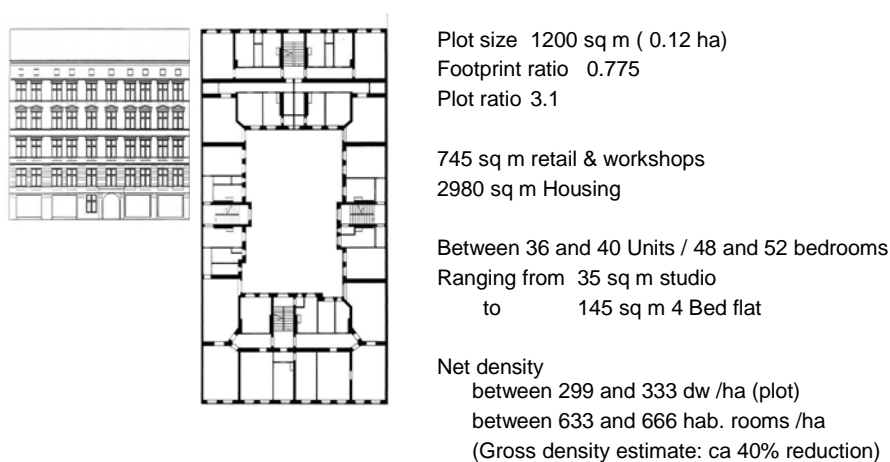 Plot size 1200 sq m ( 0.12 ha)
Footprint ratio 0.775
Plot ratio 3.1
745 sq m retail & workshops
2980 sq m Housing
Between 36 and 40 Units / 48 and 52 bedrooms
Ranging from 35 sq m studio
to 145 sq m 4 Bed flat
Net density
between 299 and 333 dw /ha (plot)
between 633 and 666 hab. rooms /ha
(Gross density estimate: ca 40% reduction)